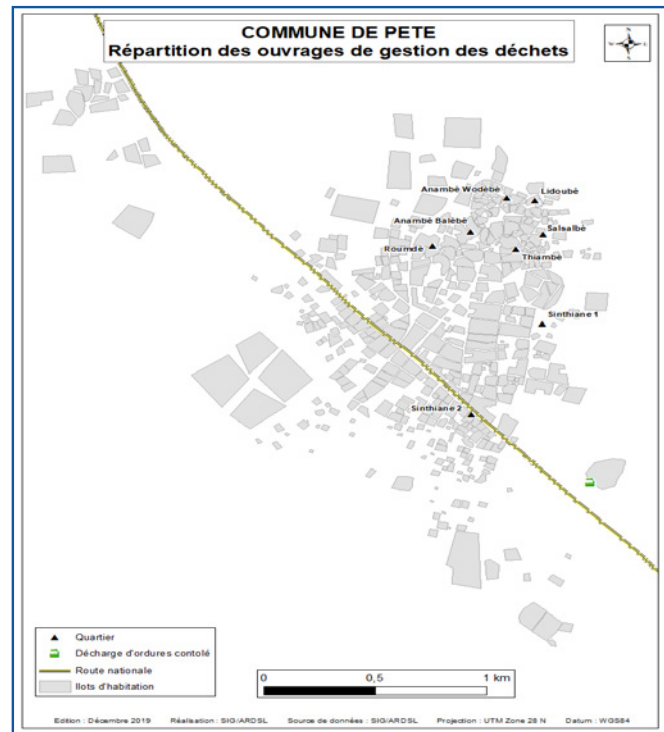 COMMUNE DE PETE
Répartition des ouvrages de gestion des déchets
N
W
E
S
Anambè Wodèbè
Lidoubè
Anambè Balèbè
Salsalbè
Roumdè
Thiambè
Sinthiane 1
Sinthiane 2
Quartier
Décharge d'ordures contolé
Route nationale
Ilots d'habitation
0 0,5 1 km
Edition : Décembre 2019 Réalisation : SIG/ARDSL Source de données : SIG/ARDSL Projection : UTM Zone 28 N Datum : WGS84